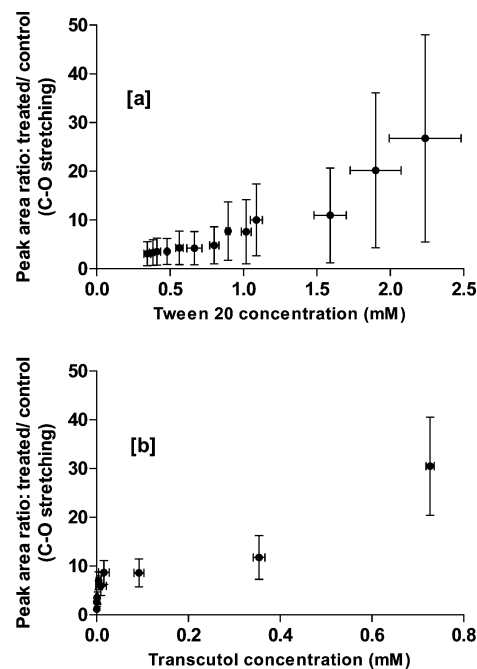 Peak area ratio: treated/ control
(C-O stretching)
50
40
30
20
10
0
[a]
0.0
0.5
1.0
1.5
2.0
2.5
Tween 20 concentration (mM)
Peak area ratio: treated/ control
(C-O stretching)
50
40
30
20
10
0
[b]
0.0
0.2
0.4
0.6
0.8
Transcutol concentration (mM)